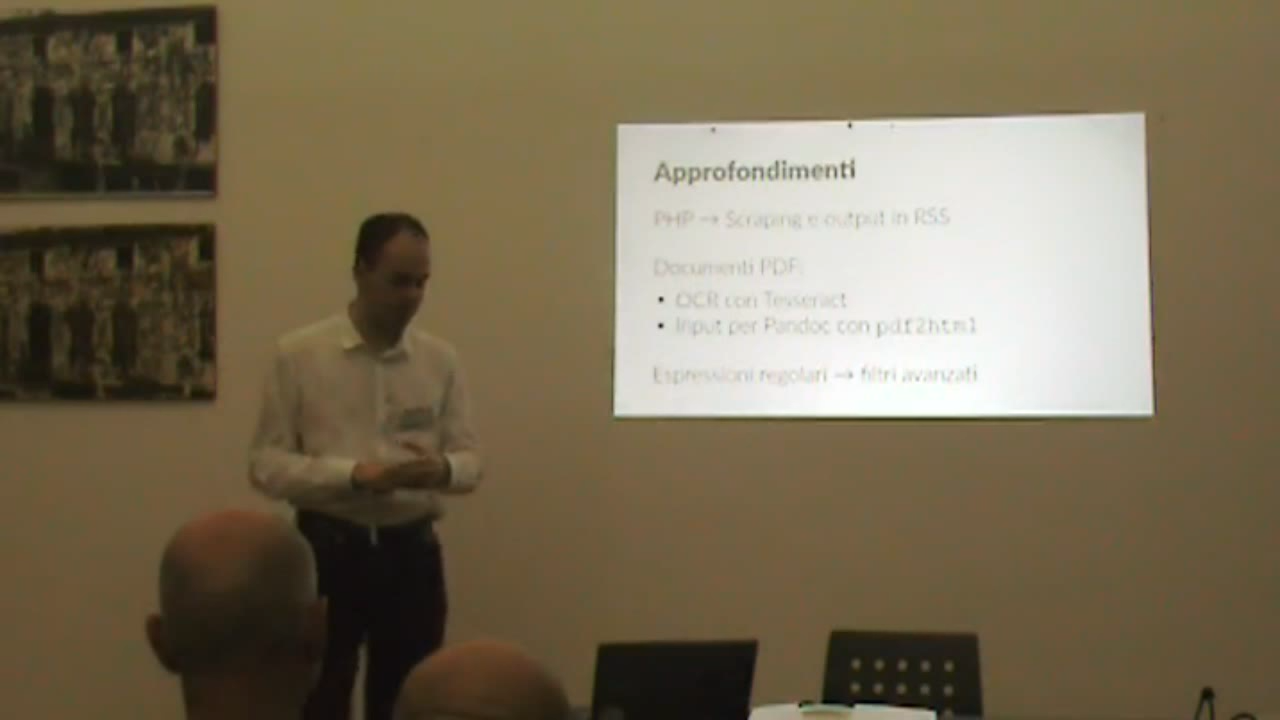 Approfondimenti
PHP → Scraping e output in RSS
Documenti PDF:
• OCR con Tesseract
• Input per Pandoc con pdf2html
Espressioni regolari → filtri avanzati